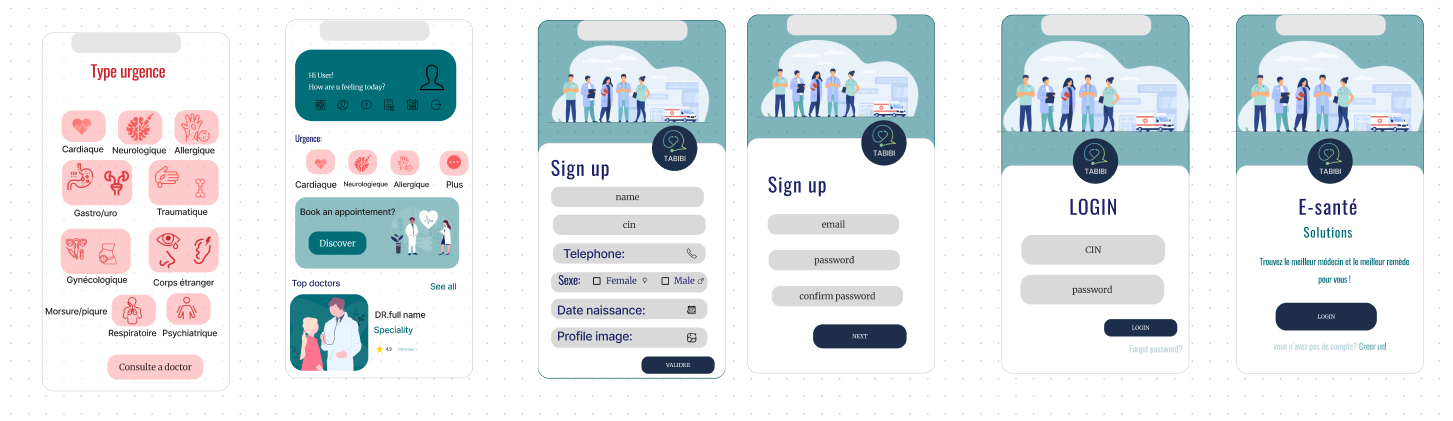 Type urgence
Cardiaque
Neurologique
Allergique
Gastro/uro
Traumatique
Gynécologique
Corps étranger
Morsure/piqure
Respiratoire
Psychiatrique
Consulte a doctor
Hi User!
How are u feeling today?
Urgence:
Cardiaque
Neurologieque
Allergique
Plus
Book an appointement?
Discover
Top doctors
See all
DR.full name
Speciality
4.9
TABIBI
Sign up
name
cin
Telephone:
Sexe: Female Male
Date naissance:
Profile image:
VALIDER
TABIBI
Sign up
email
password
confirm password
NEXT
TABIBI
LOGIN
CIN
password
LOGIN
Forgot password?
TABIBI
E-santé
Solutions
Trouvez le meilleur médecin et le meilleur remède
pour vous !
LOGIN
vous n'avez pas de compte? Creer un!